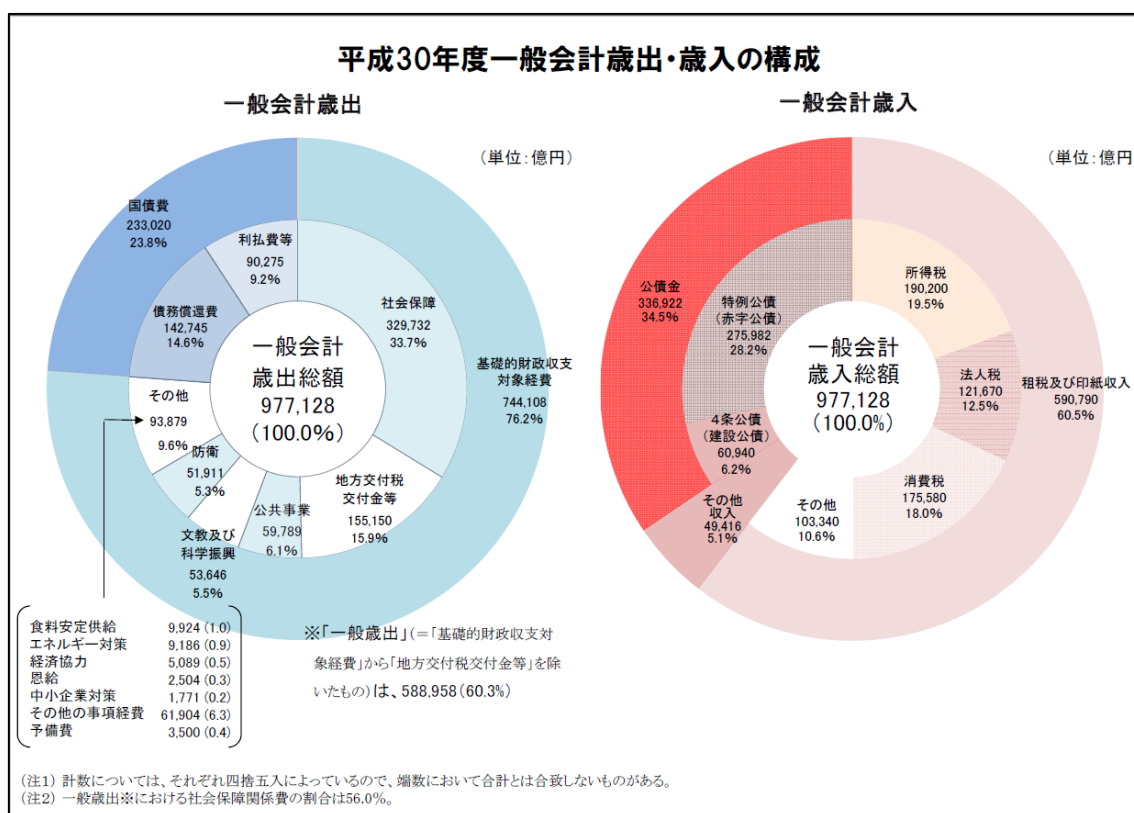 平成30年度一般会計歳出・歳入の構成
一般会計歳出
(単位:億円)
国債費
233,020
23.8%
利払費等
90,275
9.2%
債務償還費
142,745
14.6%
社会保障
329,732
33.7%
一般会計
歳出総額
977,128
(100.0%)
基礎的財政収支
対象経費
744,108
76.2%
その他
93,879
9.6%
防衛
51,911
5.3%
文教及び
科学振興
53,646
5.5%
公共事業
59,789
6.1%
地方交付税
交付金等
155,150
15.9%
食料安定供給 9,924 (1.0)
エネルギー対策 9,186 (0.9)
経済協力 5,089 (0.5)
恩給 2,504 (0.3)
中小企業対策 1,771 (0.2)
その他の事項経費 61,904 (6.3)
予備費 3,500 (0.4)
※「一般歳出」(=「基礎的財政収支対
象経費」から「地方交付税交付金等」を除
いたもの)は、588,958(60.3%)
一般会計歳入
(単位:億円
公債金
336,922
34.5%
特例公債
(赤字公債)
275,982
28.2%
4条公債
(建設公債)
60,940
6.2%
その他
収入
49,416
5.1%
一般会計
歳入総額
977,128
(100.0%)
所得税
190,200
19.5%
法人税
121,670
12.5%
租税及び印紙収入
590,790
60.5%
消費税
175,580
18.0%
その他
103,340
10.6%
(注1) 計数については、それぞれ四捨五入によっているので、端数において合計とは合致しないものがある。
(注2) 一般歳出※における社会保障関係費の割合は56.0%。